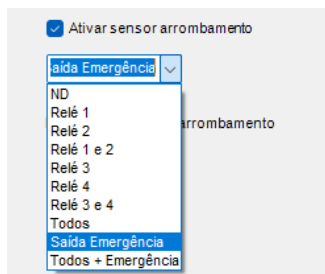 Ativar sensor arrombamento
aída Emergência
ND
Relé 1
Relé 2
arrombamento
Relé 1 e 2
Relé 3
Relé 4
Relé 3 e 4
Todos
Saída Emergência
Todos + Emergência